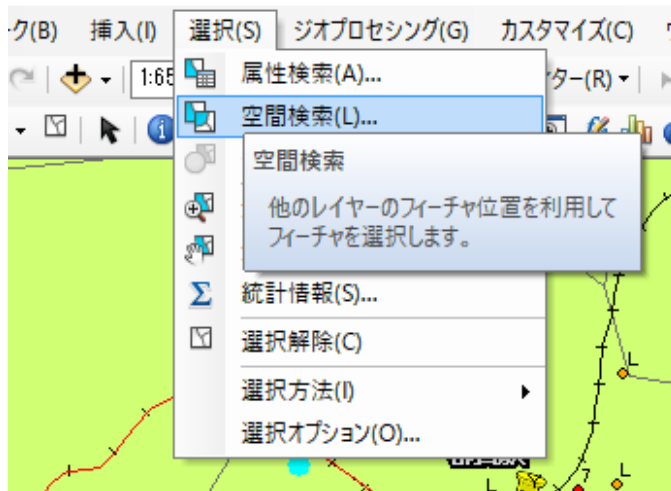 ーク(B) 挿入(I) 選択(S) ジオプロセシング(G) カスタマイズ(C)
1:65
ター(R)
属性検索(A)...
空間検索(L)...
空間検索
他のレイヤーのフィーチャ位置を利用して
フィーチャを選択します。
統計情報(S)...
選択解除(C)
選択方法(I)
選択オプション(O)...
L
L
7
L